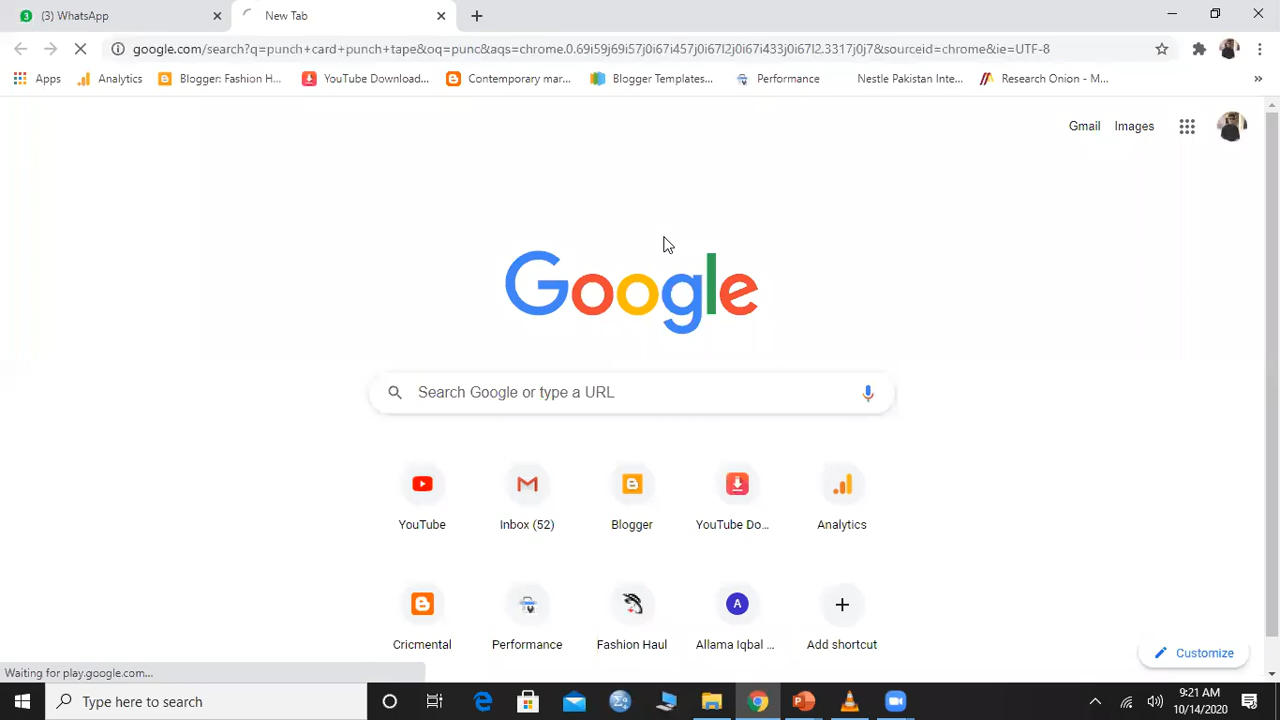 3 (3) WhatsApp
New Tab
google.com/search?q=punch+card+punch+tape&oq=punc&aqs=chrome.0.69i59j69i57j0i67i457j0i67l2j0i67i433j0i67l2.3317j0j7&sourceid=chrome&ie=UTF-8
Apps
Analytics
Blogger: Fashion H...
YouTube Download...
Contemporary mar...
Blogger Templates...
Performance
Nestle Pakistan Inte...
Research Onion - M...
»
Gmail
Images
Google
Search Google or type a URL
YouTube
Inbox (52)
Blogger
YouTube Do...
Analytics
A
Cricmental
Performance
Fashion Haul
Allama Iqbal ...
Add shortcut
Customize
Waiting for play.google.com...
Type here to search
9:21 AM
10/14/2020